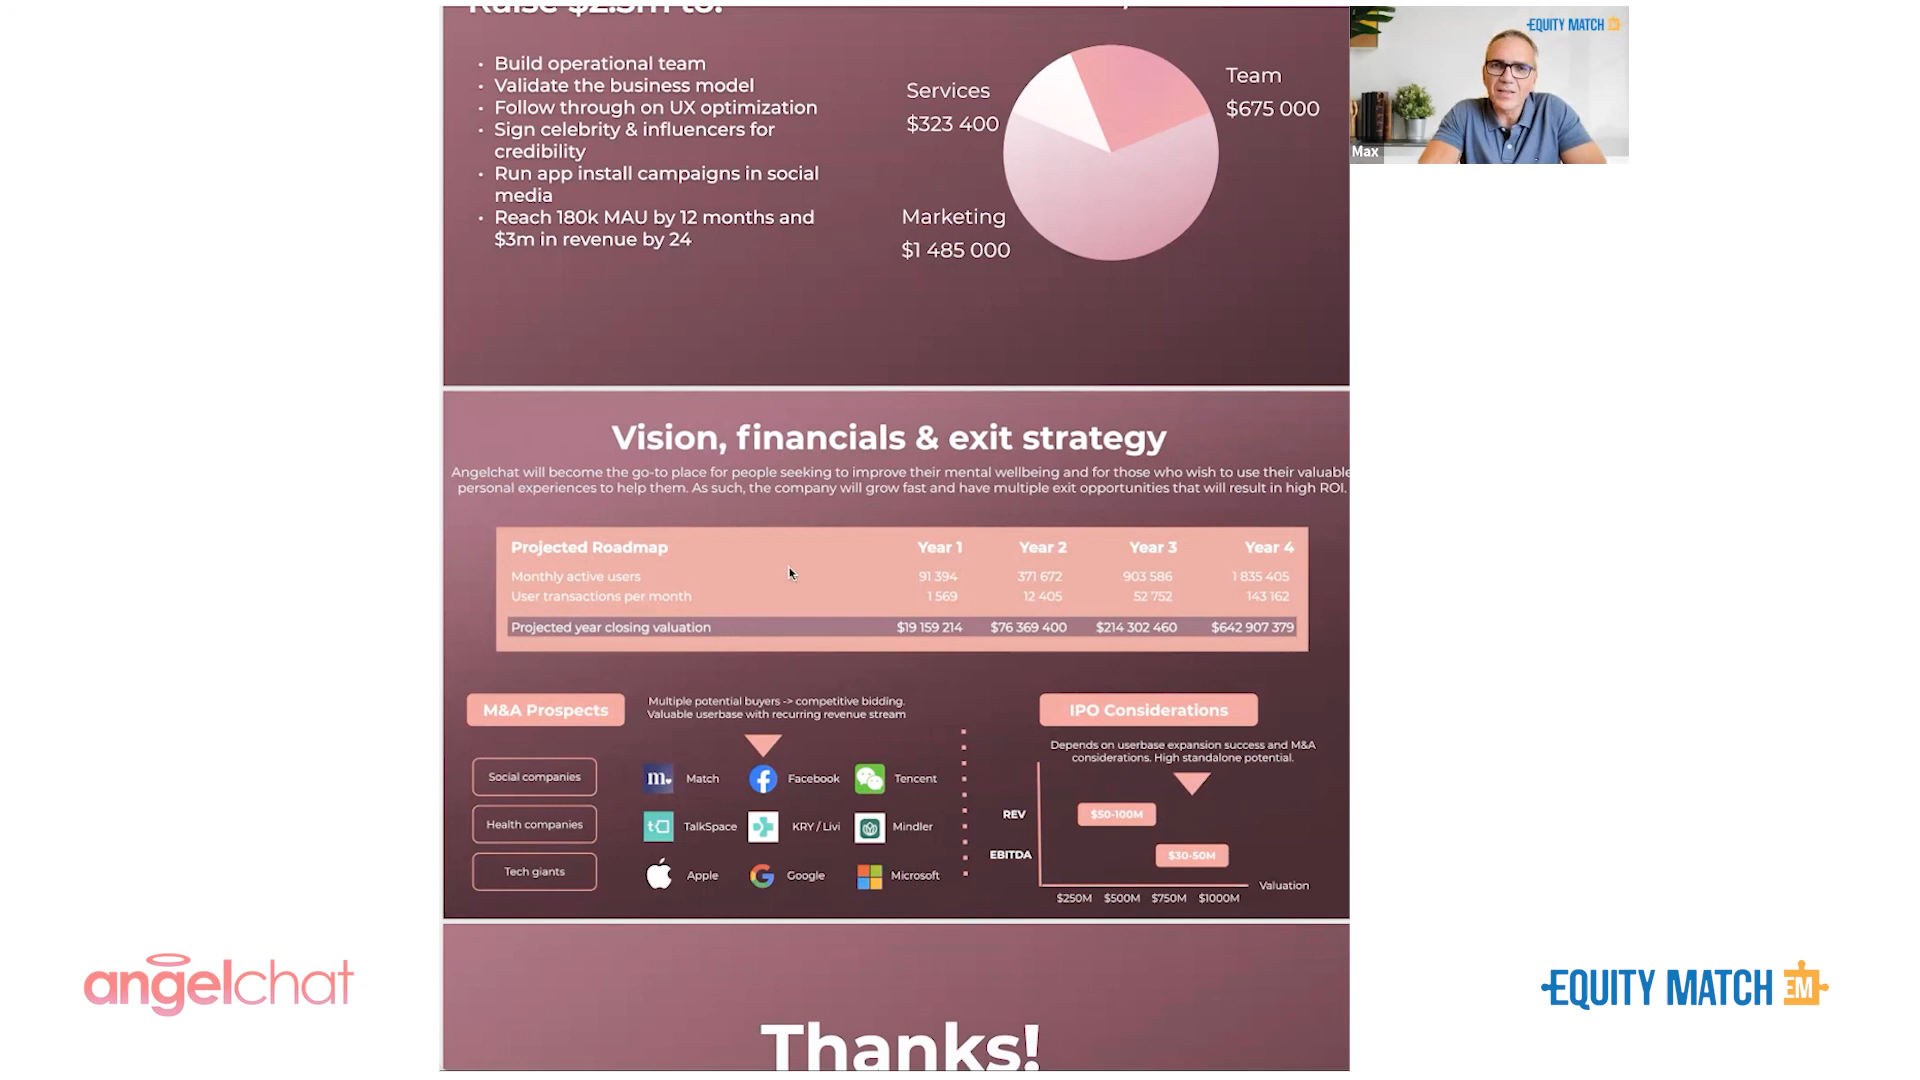 Raise $2.5m to:
• Build operational team
• Validate the business model
• Follow through on UX optimization
• Sign celebrity & influencers for
credibility
• Run app install campaigns in social
media
• Reach 180k MAU by 12 months and
$3m in revenue by 24
Services
$323 400
Marketing
$1 485 000
Team
$675 000
EQUITY MATCH EM
Max
Vision, financials & exit strategy
Angelchat will become the go-to place for people seeking to improve their mental wellbeing and for those who wish to use their valuable
personal experiences to help them. As such, the company will grow fast and have multiple exit opportunities that will result in high ROI.
Projected Roadmap Year 1 Year 2 Year 3 Year 4
Monthly active users 91 394 371 672 903 586 1 835 405
User transactions per month 1 569 12 405 52 752 143 162
Projected year closing valuation $19 159 214 $76 369 400 $214 302 460 $642 907 379
M&A Prospects
Multiple potential buyers -> competitive bidding.
Valuable userbase with recurring revenue stream
Social companies
Match Facebook Tencent
Health companies
TalkSpace KRY / Livi Mindler
Tech giants
Apple Google Microsoft
IPO Considerations
Depends on userbase expansion success and M&A
considerations. High standalone potential.
REV
$50-100M
EBITDA
$30-50M
Valuation
$250M $500M $750M $1000M
Thanks!
angelchat
EQUITY MATCH EM